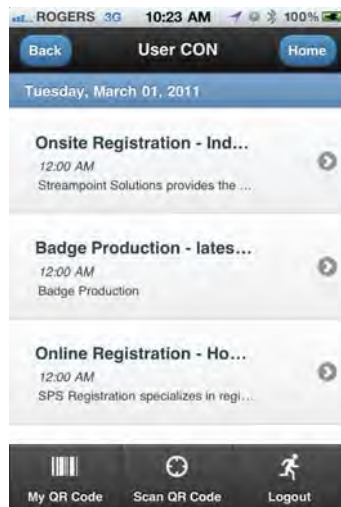 ROGERS 3G 10:23 AM 100%
Back User CON Home
Tuesday, March 01, 2011
Onsite Registration - Ind...
12:00 AM
Streampoint Solutions provides the ...
Badge Production - lates...
12:00 AM
Badge Production
Online Registration - Ho...
12:00 AM
SPS Registration specializes in regi...
My QR Code Scan QR Code Logout